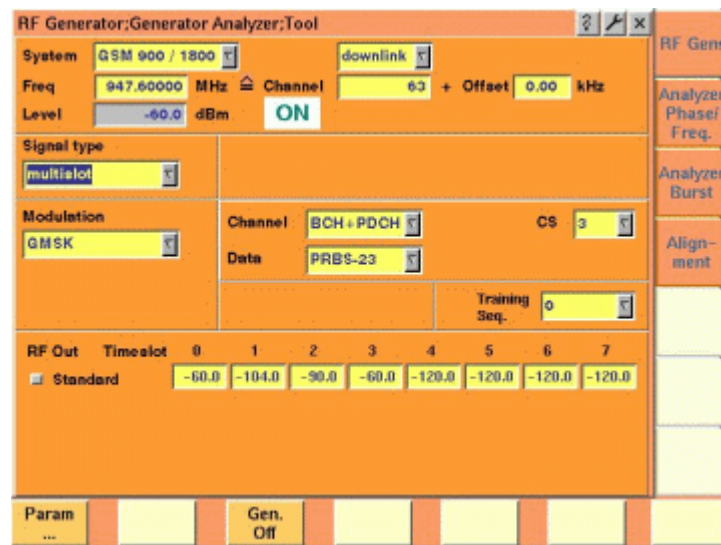 RF Generator;Generator Analyzer;Tool ? x
System GSM 900 / 1800 downlink
Freq 947.60000 MHz ≙ Channel 63 + Offset 0.00 kHz
Level -60.0 dBm ON
Signal type
multislot
Modulation
GMSK
Channel BCH+PDCH CS 3
Data PRBS-23
Training
Seq. 0
RF Out Timeslot 0 1 2 3 4 5 6 7
Standard -60.0 -104.0 -90.0 -60.0 -120.0 -120.0 -120.0 -120.0
Param
...
Gen.
Off
RF Gen
Analyzer
Phase/
Freq.
Analyzer
Burst
Align-
ment